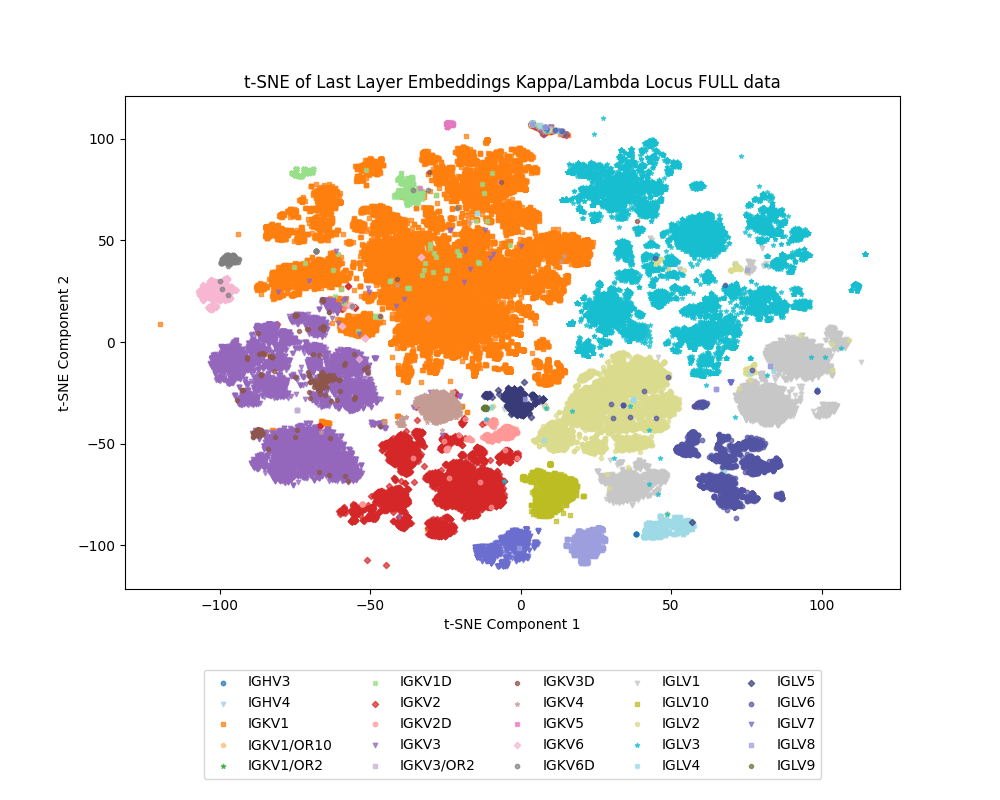 t-SNE of Last Layer Embeddings Kappa/Lambda Locus FULL data
100
50
0
−50
−100
t-SNE Component 2
−100 −50 0 50 100
t-SNE Component 1
IGHV3 IGKV1D IGKV3D IGLV1 IGLV5
IGHV4 IGKV2 IGKV4 IGLV10 IGLV6
IGKV1 IGKV2D IGKV5 IGLV2 IGLV7
IGKV1/OR10 IGKV3 IGKV6 IGLV3 IGLV8
IGKV1/OR2 IGKV3/OR2 IGKV6D IGLV4 IGLV9